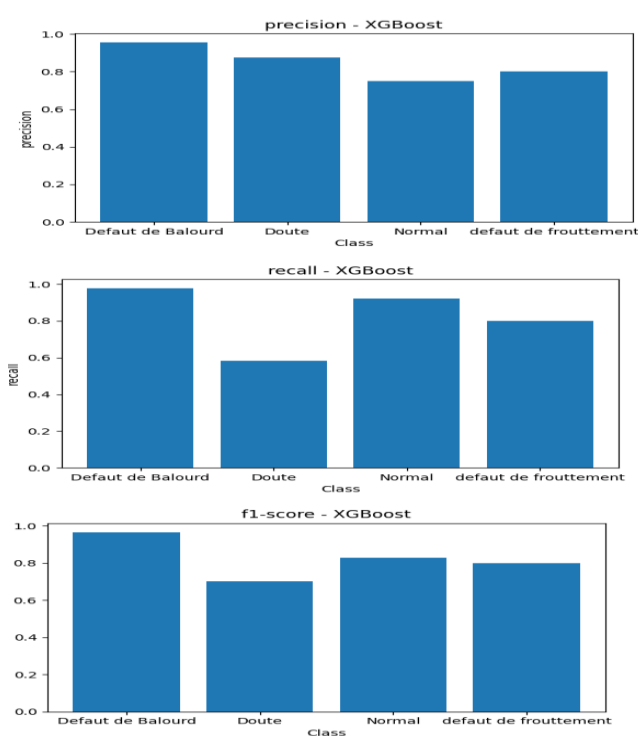 precision - XGBoost
1.0
0.8
0.6
0.4
0.2
0.0
precision
Defaut de Balourd Doute Normal defaut de frouttement
Class
recall - XGBoost
1.0
0.8
0.6
0.4
0.2
0.0
recall
Defaut de Balourd Doute Normal defaut de frouttement
Class
f1-score - XGBoost
1.0
0.8
0.6
0.4
0.2
0.0
Defaut de Balourd Doute Normal defaut de frouttement
Class